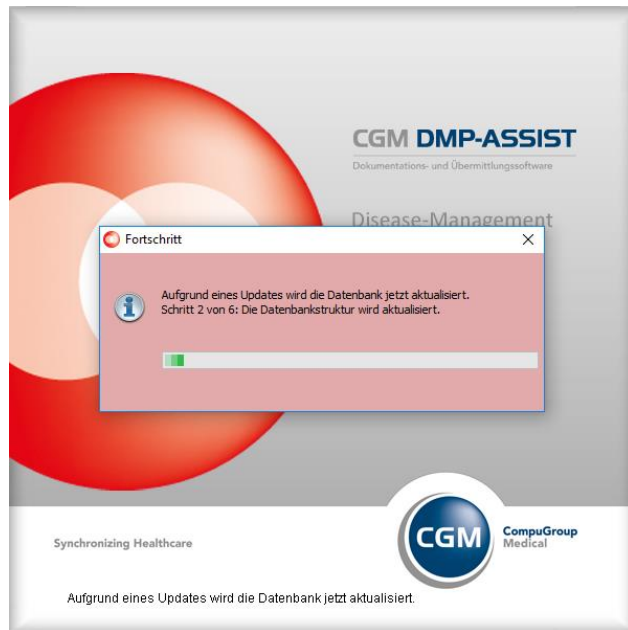 CGM DMP-ASSIST
Dokumentations- und Übermittlungssoftware
Disease-Management
Fortschritt
Aufgrund eines Updates wird die Datenbank jetzt aktualisiert.
Schritt 2 von 6: Die Datenbankstruktur wird aktualisiert.
Synchronizing Healthcare
CGM
CompuGroup
Medical
Aufgrund eines Updates wird die Datenbank jetzt aktualisiert.